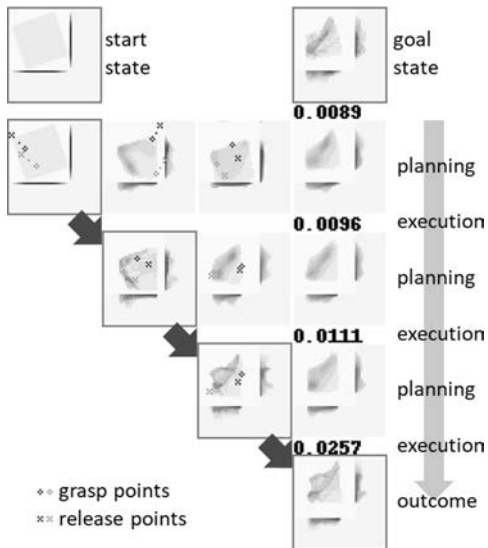 start
state
goal
state
0.0089
planning
0.0096
execution
planning
0.0111
execution
planning
0.0257
execution
outcome
grasp points
release points